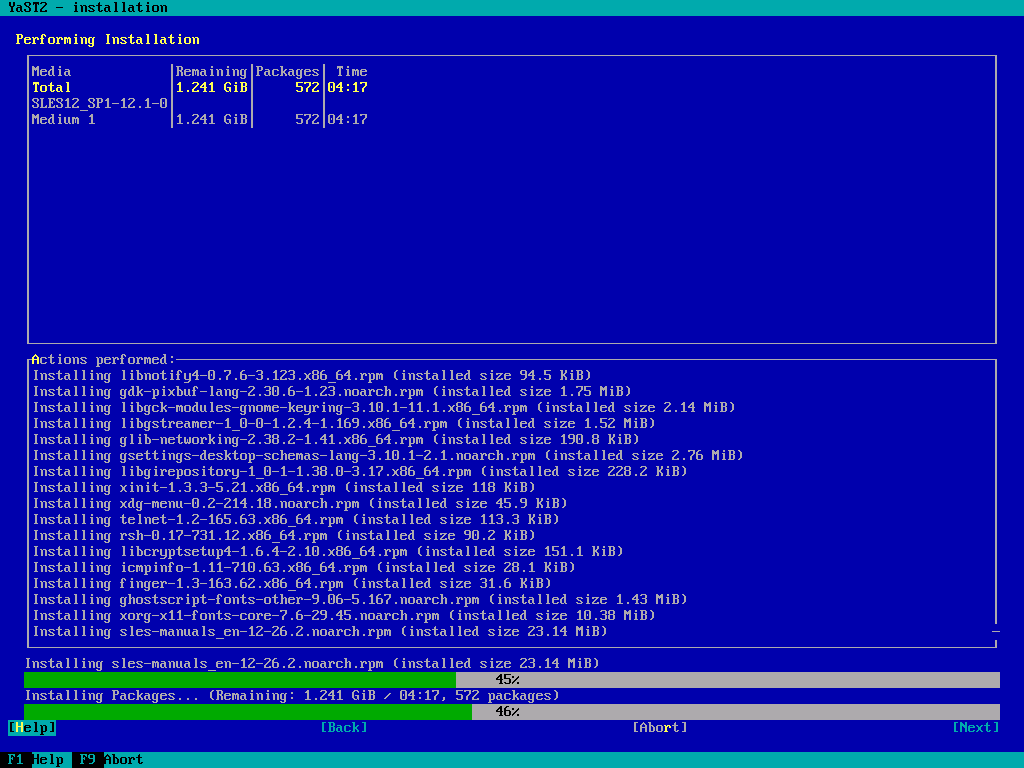 YaST2 - installation
Performing Installation
Media |Remaining|Packages| Time
Total |1.241 GiB| 572|04:17
SLES12_SP1-12.1-0
Medium 1 |1.241 GiB| 572|04:17
Actions performed:
Installing libnotify4-0.7.6-3.123.x86_64.rpm (installed size 94.5 KiB)
Installing gdk-pixbuf-lang-2.30.6-1.23.noarch.rpm (installed size 1.75 MiB)
Installing libgck-modules-gnome-keyring-3.10.1-11.1.x86_64.rpm (installed size 2.14 MiB)
Installing libgstreamer-1_0-0-1.2.4-1.169.x86_64.rpm (installed size 1.52 MiB)
Installing glib-networking-2.38.2-1.41.x86_64.rpm (installed size 190.8 KiB)
Installing gsettings-desktop-schemas-lang-3.10.1-2.1.noarch.rpm (installed size 2.76 MiB)
Installing libgirepository-1_0-1-1.38.0-3.17.x86_64.rpm (installed size 228.2 KiB)
Installing xinit-1.3.3-5.21.x86_64.rpm (installed size 118 KiB)
Installing xdg-menu-0.2-214.18.noarch.rpm (installed size 45.9 KiB)
Installing telnet-1.2-165.63.x86_64.rpm (installed size 113.3 KiB)
Installing rsh-0.17-731.12.x86_64.rpm (installed size 90.2 KiB)
Installing libcryptsetup4-1.6.4-2.10.x86_64.rpm (installed size 151.1 KiB)
Installing icmpinfo-1.11-710.63.x86_64.rpm (installed size 28.1 KiB)
Installing finger-1.3-163.62.x86_64.rpm (installed size 31.6 KiB)
Installing ghostscript-fonts-other-9.06-5.167.noarch.rpm (installed size 1.43 MiB)
Installing xorg-x11-fonts-core-7.6-29.45.noarch.rpm (installed size 10.38 MiB)
Installing sles-manuals_en-12-26.2.noarch.rpm (installed size 23.14 MiB)
Installing sles-manuals_en-12-26.2.noarch.rpm (installed size 23.14 MiB)
45%
Installing Packages... (Remaining: 1.241 GiB / 04:17, 572 packages)
46%
[Help] [Back] [Abort] [Next]
F1 Help F9 Abort